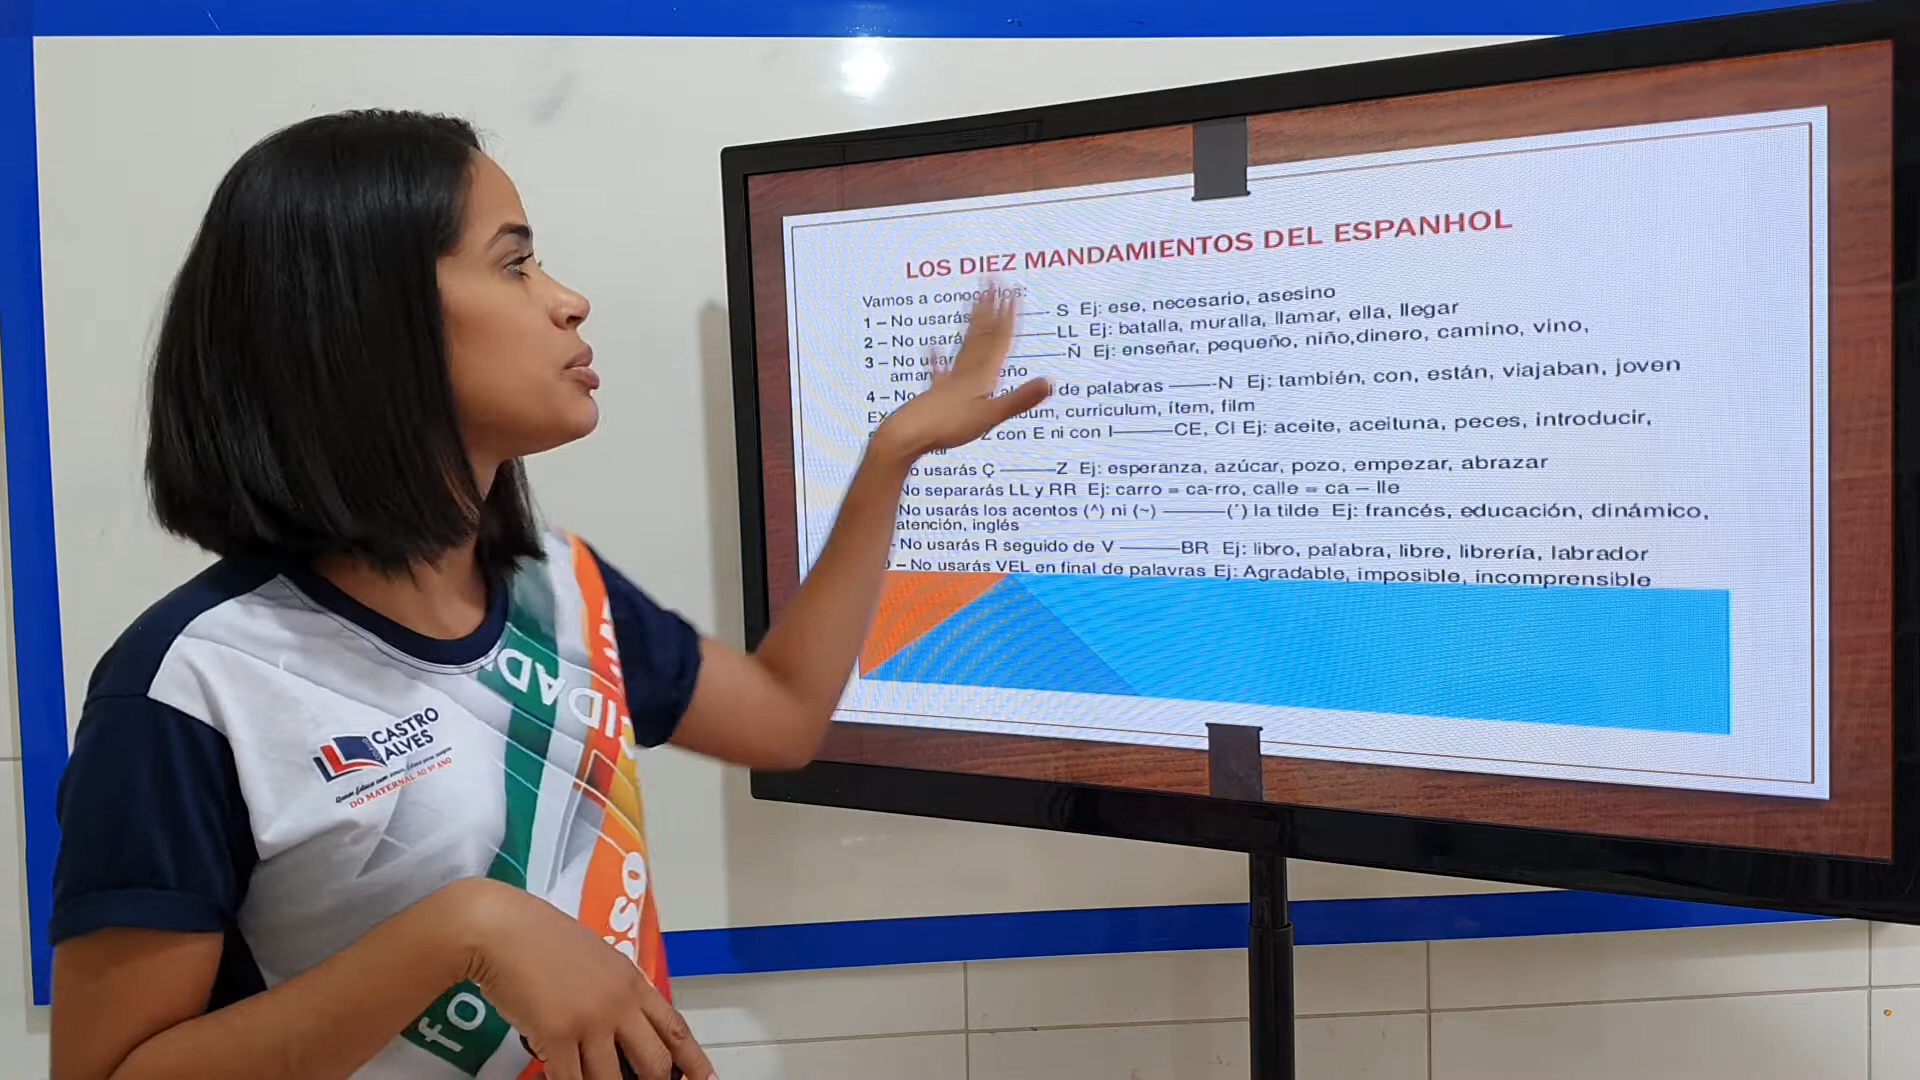 LOS DIEZ MANDAMIENTOS DEL ESPANHOL
Vamos a conocerlos:
1 – No usarás ——- S Ej: ese, necesario, asesino
2 – No usará ———LL Ej: batalla, muralla, llamar, ella, llegar
3 – No ———-Ñ Ej: enseñar, pequeño, niño,dinero, camino, vino,
aman eño
4 – No al de palabras ——-N Ej: también, con, están, viajaban, joven
EX um, curriculum, ítem, film
Z con E ni con I———CE, CI Ej: aceite, aceituna, peces, introducir,
o usarás Ç ———Z Ej: esperanza, azúcar, pozo, empezar, abrazar
No separarás LL y RR Ej: carro = ca-rro, calle = ca – lle
No usarás los acentos (^) ni (~) ———(´) la tilde Ej: francés, educación, dinámico,
atención, inglés
- No usarás R seguido de V ———BR Ej: libro, palabra, libre, librería, labrador
– No usarás VEL en final de palavras Ej: Agradable, imposible, incomprensible
CASTRO
ALVES
DO MATERNAL AO 9º ANO